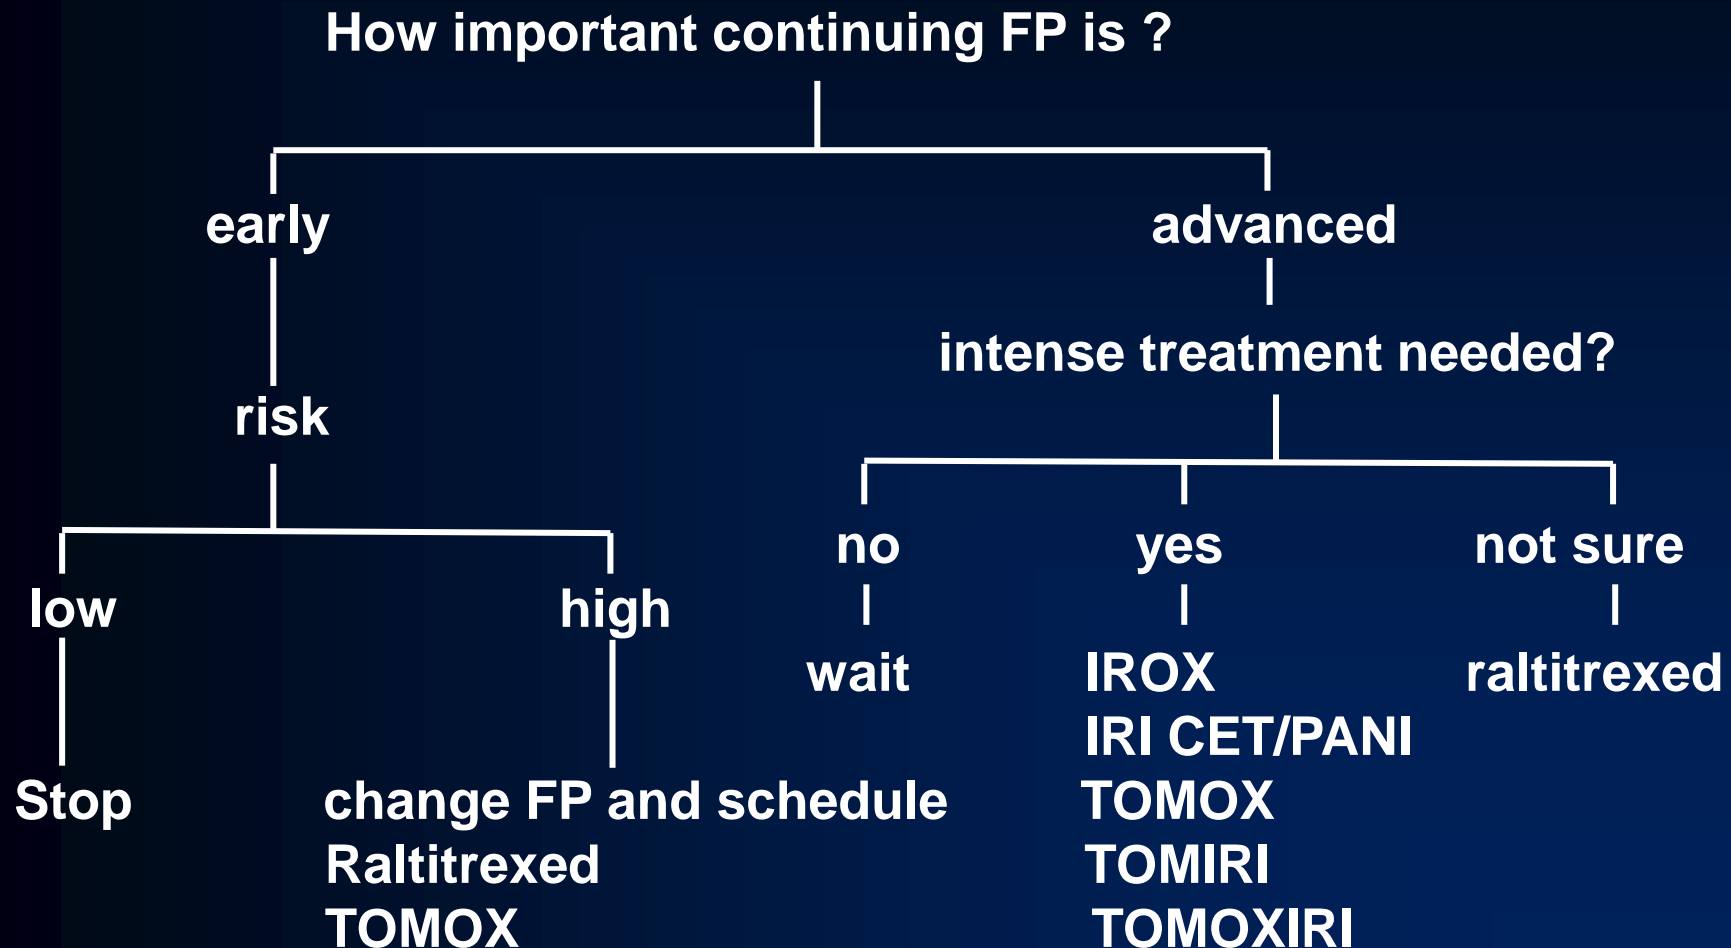 How important continuing FP is ?
early
advanced
intense treatment needed?
risk
no
yes
not sure
low
high
wait
IROX
raltitrexed
IRI CET/PANI
Stop
change FP and schedule
TOMOX
Raltitrexed
TOMIRI
TOMOX
TOMOXIRI